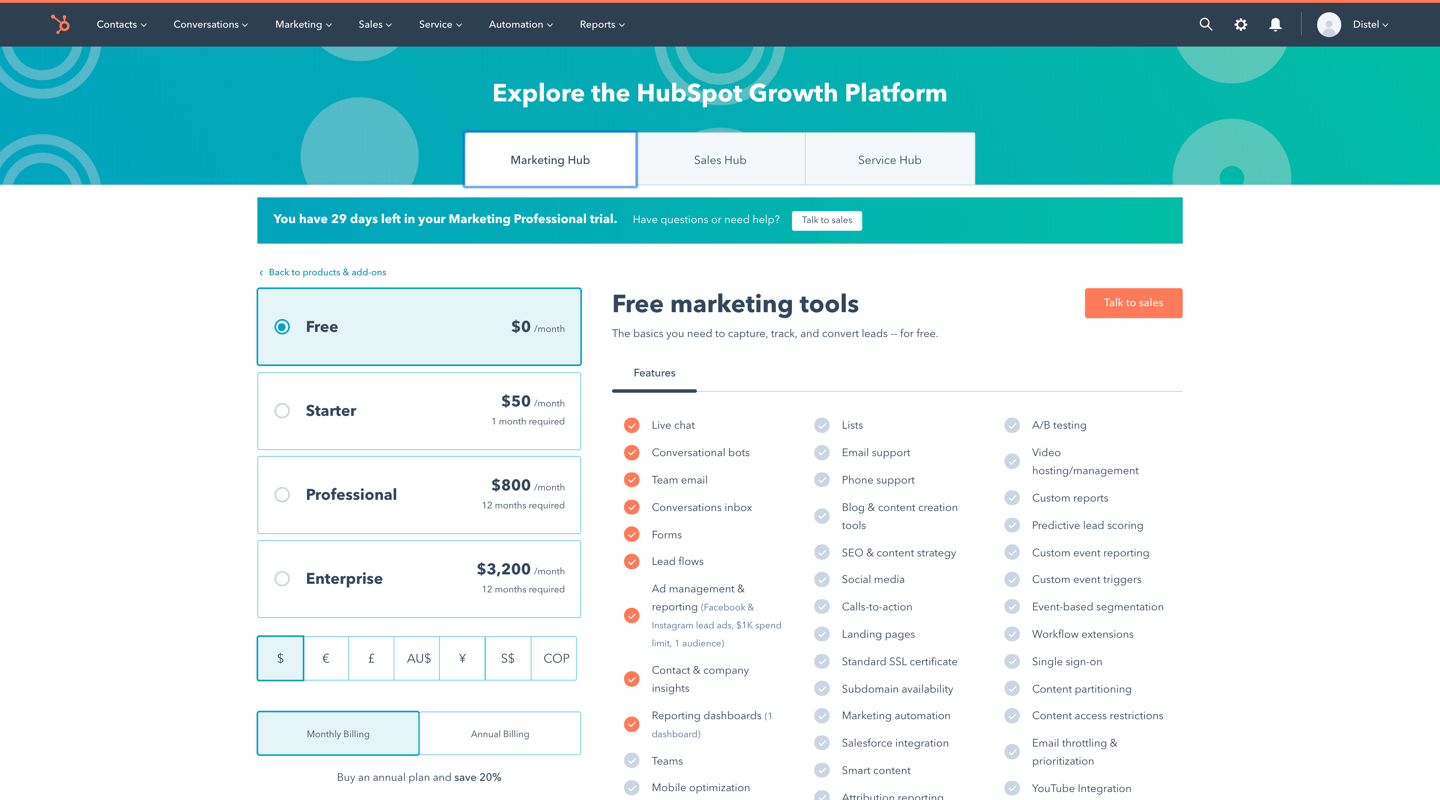 Contacts Conversations Marketing Sales Service Automation Reports Distel
Explore the HubSpot Growth Platform
Marketing Hub Sales Hub Service Hub
You have 29 days left in your Marketing Professional trial. Have questions or need help? Talk to sales
Back to products & add-ons
Free $0 /month
Starter $50 /month
1 month required
Professional $800 /month
12 months required
Enterprise $3,200 /month
12 months required
$ € £ AU$ ¥ S$ COP
Monthly Billing Annual Billing
Buy an annual plan and save 20%
Free marketing tools
Talk to sales
The basics you need to capture, track, and convert leads -- for free.
Features
Live chat
Conversational bots
Team email
Conversations inbox
Forms
Lead flows
Ad management &
reporting (Facebook &
Instagram lead ads, $1K spend
limit, 1 audience)
Contact & company
insights
Reporting dashboards (1
dashboard)
Teams
Mobile optimization
Lists
Email support
Phone support
Blog & content creation
tools
SEO & content strategy
Social media
Calls-to-action
Landing pages
Standard SSL certificate
Subdomain availability
Marketing automation
Salesforce integration
Smart content
Attribution reporting
A/B testing
Video
hosting/management
Custom reports
Predictive lead scoring
Custom event reporting
Custom event triggers
Event-based segmentation
Workflow extensions
Single sign-on
Content partitioning
Content access restrictions
Email throttling &
prioritization
YouTube Integration